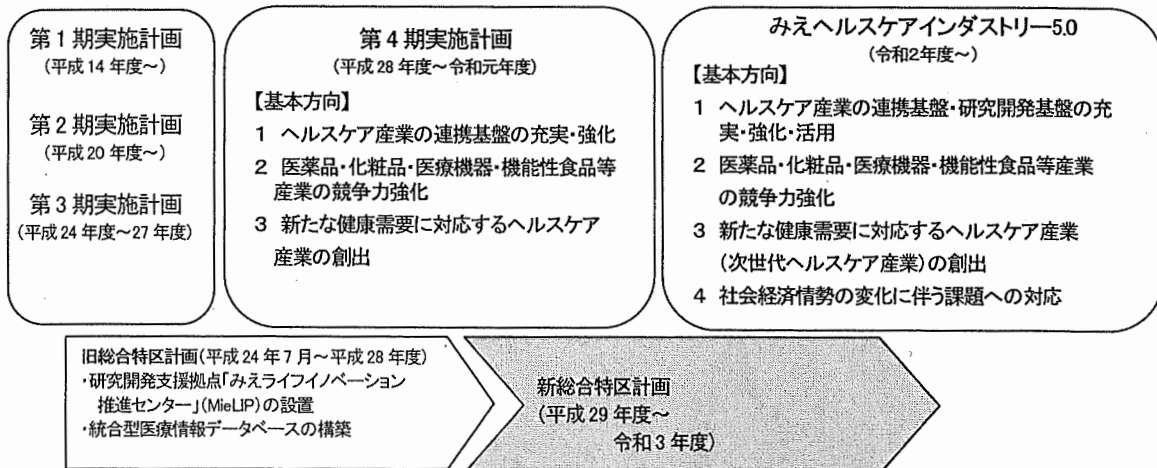 第1期実施計画
(平成14年度～)
第2期実施計画
(平成20年度～)
第3期実施計画
(平成24年度～27年度)
第4期実施計画
(平成28年度～令和元年度)
【基本方向】
1 ヘルスケア産業の連携基盤の充実・強化
2 医薬品・化粧品・医療機器・機能性食品等
産業の競争力強化
3 新たな健康需要に対応するヘルスケア
産業の創出
みえヘルスケアインダストリー5.0
(令和2年度～)
【基本方向】
1 ヘルスケア産業の連携基盤・研究開発基盤の充
実・強化・活用
2 医薬品・化粧品・医療機器・機能性食品等産業
の競争力強化
3 新たな健康需要に対応するヘルスケア産業
(次世代ヘルスケア産業)の創出
4 社会経済情勢の変化に伴う課題への対応
旧総合特区計画(平成24年7月～平成28年度)
・研究開発支援拠点「みえライフイノベーション
推進センター」(MieLIP)の設置
・統合型医療情報データベースの構築
新総合特区計画
(平成29年度～
令和3年度)